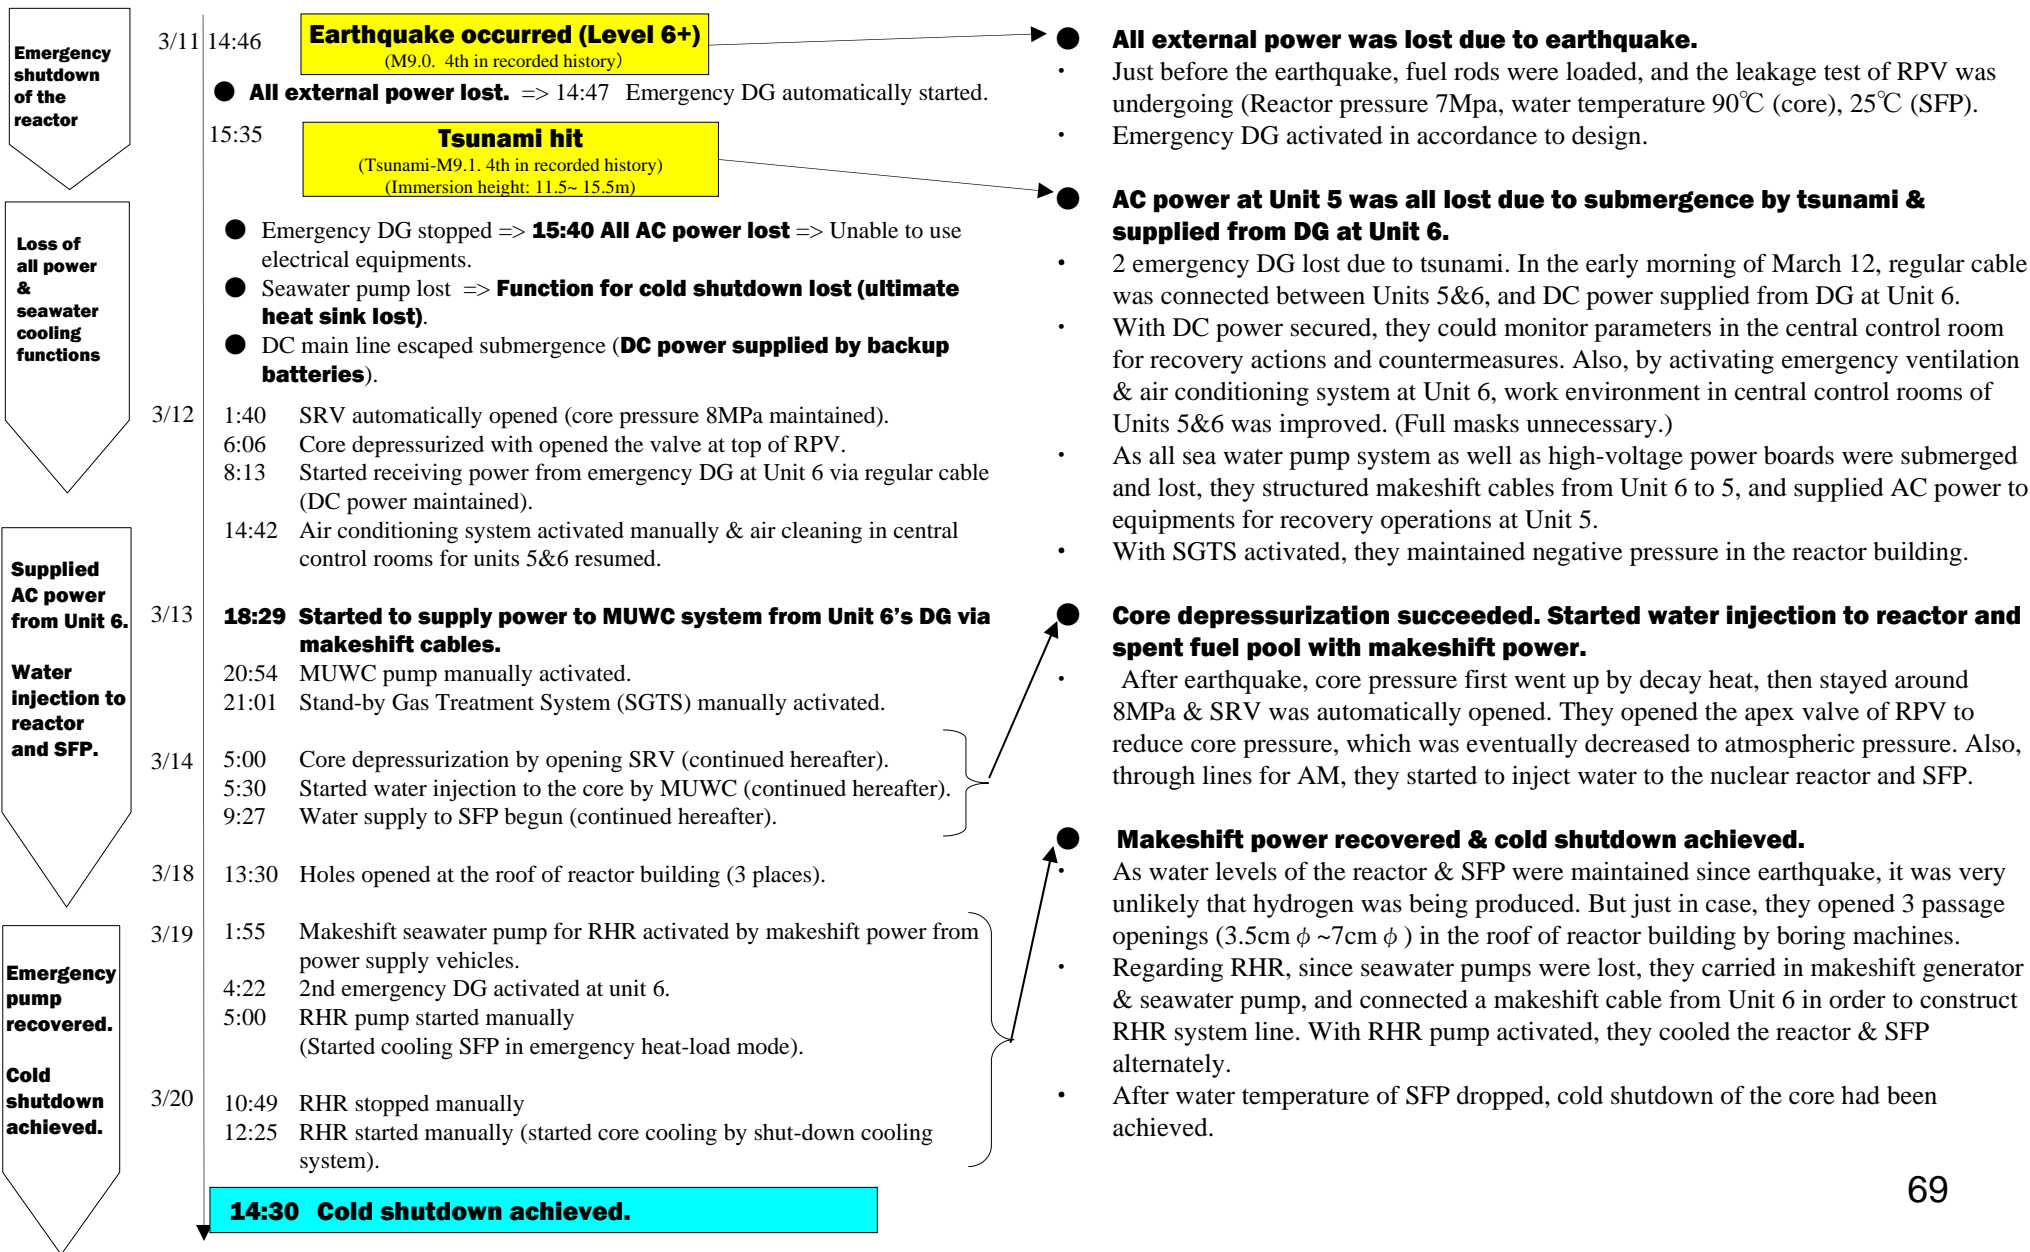 Emergency
shutdown
of the
reactor
3/11 14:46
Earthquake occurred (Level 6+)
(M9.0. 4th in recorded history)
● All external power lost. => 14:47 Emergency DG automatically started.
15:35
Tsunami hit
(Tsunami-M9.1. 4th in recorded history)
(Immersion height: 11.5~ 15.5m)
Loss of
all power
&
seawater
cooling
functions
● Emergency DG stopped => 15:40 All AC power lost => Unable to use
electrical equipments.
● Seawater pump lost => Function for cold shutdown lost (ultimate
heat sink lost).
● DC main line escaped submergence (DC power supplied by backup
batteries).
3/12 1:40 SRV automatically opened (core pressure 8MPa maintained).
6:06 Core depressurized with opened the valve at top of RPV.
8:13 Started receiving power from emergency DG at Unit 6 via regular cable
(DC power maintained).
14:42 Air conditioning system activated manually & air cleaning in central
control rooms for units 5&6 resumed.
Supplied
AC power
from Unit 6.
Water
injection to
reactor
and SFP.
3/13 18:29 Started to supply power to MUWC system from Unit 6's DG via
makeshift cables.
20:54 MUWC pump manually activated.
21:01 Stand-by Gas Treatment System (SGTS) manually activated.
3/14 5:00 Core depressurization by opening SRV (continued hereafter).
5:30 Started water injection to the core by MUWC (continued hereafter).
9:27 Water supply to SFP begun (continued hereafter).
3/18 13:30 Holes opened at the roof of reactor building (3 places).
Emergency
pump
recovered.
Cold
shutdown
achieved.
3/19 1:55 Makeshift seawater pump for RHR activated by makeshift power from
power supply vehicles.
4:22 2nd emergency DG activated at unit 6.
5:00 RHR pump started manually
(Started cooling SFP in emergency heat-load mode).
3/20 10:49 RHR stopped manually
12:25 RHR started manually (started core cooling by shut-down cooling
system).
14:30 Cold shutdown achieved.
● All external power was lost due to earthquake.
・ Just before the earthquake, fuel rods were loaded, and the leakage test of RPV was
undergoing (Reactor pressure 7Mpa, water temperature 90℃ (core), 25℃ (SFP).
・ Emergency DG activated in accordance to design.
● AC power at Unit 5 was all lost due to submergence by tsunami &
supplied from DG at Unit 6.
・ 2 emergency DG lost due to tsunami. In the early morning of March 12, regular cable
was connected between Units 5&6, and DC power supplied from DG at Unit 6.
・ With DC power secured, they could monitor parameters in the central control room
for recovery actions and countermeasures. Also, by activating emergency ventilation
& air conditioning system at Unit 6, work environment in central control rooms of
Units 5&6 was improved. (Full masks unnecessary.)
・ As all sea water pump system as well as high-voltage power boards were submerged
and lost, they structured makeshift cables from Unit 6 to 5, and supplied AC power to
equipments for recovery operations at Unit 5.
・ With SGTS activated, they maintained negative pressure in the reactor building.
● Core depressurization succeeded. Started water injection to reactor and
spent fuel pool with makeshift power.
・ After earthquake, core pressure first went up by decay heat, then stayed around
8MPa & SRV was automatically opened. They opened the apex valve of RPV to
reduce core pressure, which was eventually decreased to atmospheric pressure. Also,
through lines for AM, they started to inject water to the nuclear reactor and SFP.
● Makeshift power recovered & cold shutdown achieved.
・ As water levels of the reactor & SFP were maintained since earthquake, it was very
unlikely that hydrogen was being produced. But just in case, they opened 3 passage
openings (3.5cmφ~7cmφ) in the roof of reactor building by boring machines.
・ Regarding RHR, since seawater pumps were lost, they carried in makeshift generator
& seawater pump, and connected a makeshift cable from Unit 6 in order to construct
RHR system line. With RHR pump activated, they cooled the reactor & SFP
alternately.
・ After water temperature of SFP dropped, cold shutdown of the core had been
achieved.
69